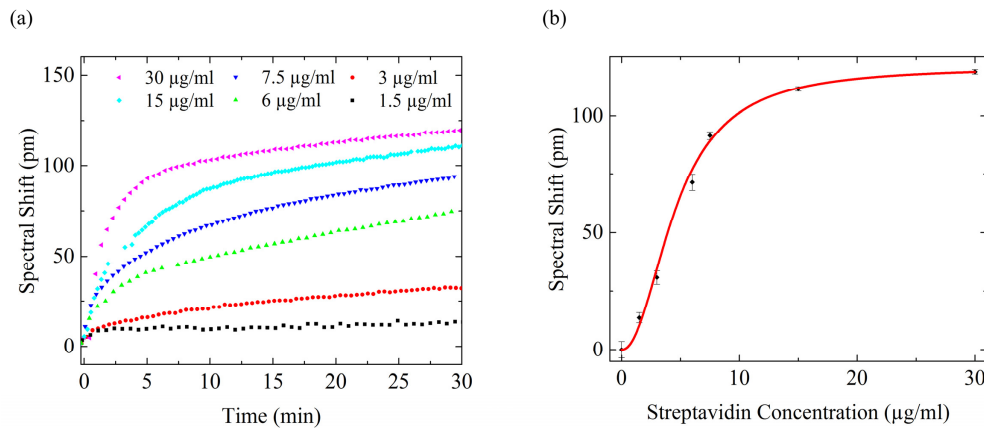 (a)
(b)
150
100
50
0
30 µg/ml
7.5 µg/ml
3 µg/ml
15 µg/ml
6 µg/ml
1.5 µg/ml
Spectral Shift (pm)
0 5 10 15 20 25 30
Time (min)
100
50
0
Spectral Shift (pm)
0 10 20 30
Streptavidin Concentration (µg/ml)